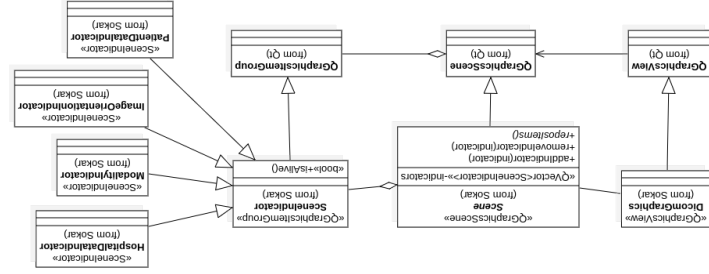 «SceneIndicator»
HospitalDataIndicator
(from Sokar)
«QGraphicsView»
DicomGraphics
(from Sokar)
«QGraphicsScene»
Scene
(from Sokar)
«QVector<SceneIndicator>»-indicators
+addIndicator(indicator)
+removeIndicator(indicator)
+reposItems()
«QGraphicsItemGroup»
SceneIndicator
(from Sokar)
«bool»+isAlive()
«SceneIndicator»
ModalityIndicator
(from Sokar)
«SceneIndicator»
ImageOrientationIndicator
(from Sokar)
QGraphicsView
(from Qt)
QGraphicsScene
(from Qt)
QGraphicsItemGroup
(from Qt)
«SceneIndicator»
PatientDataIndicator
(from Sokar)